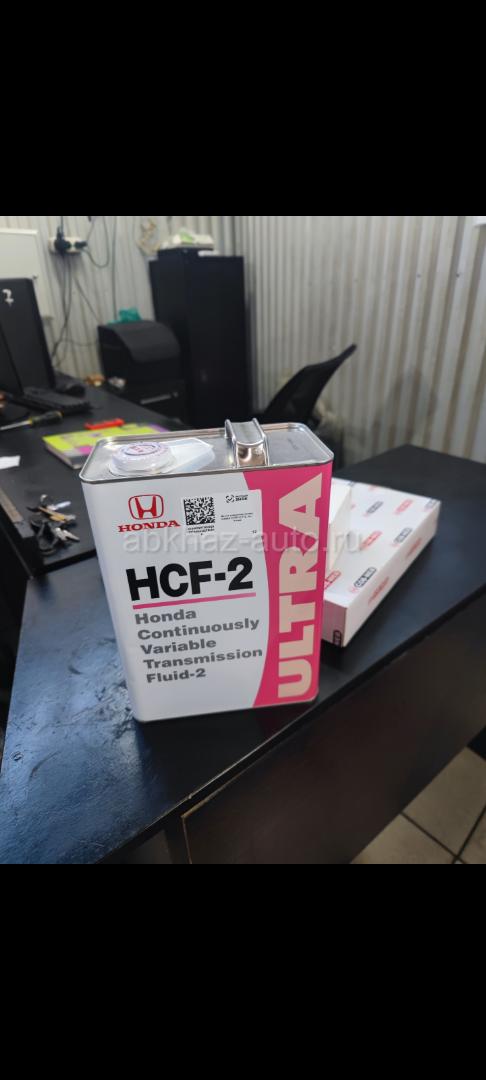 HONDA
HCF-2
Honda
Continuously
Variable
Transmission
Fluid-2
ULTRA
abkhaz-auto.ru